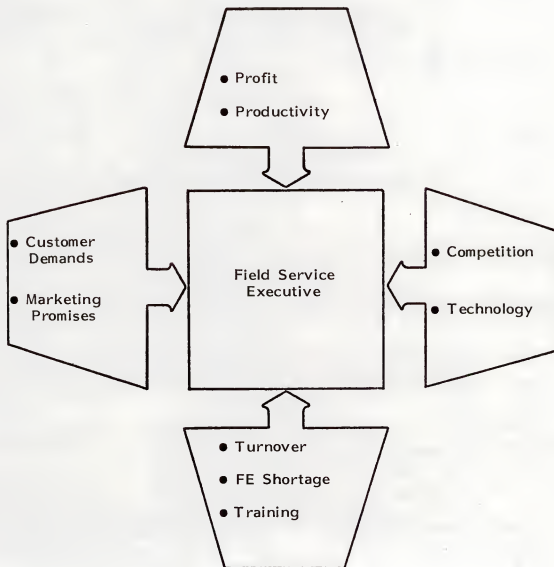 • Profit
• Productivity
• Customer
Demands
• Marketing
Promises
Field Service
Executive
• Competition
• Technology
• Turnover
• FE Shortage
• Training